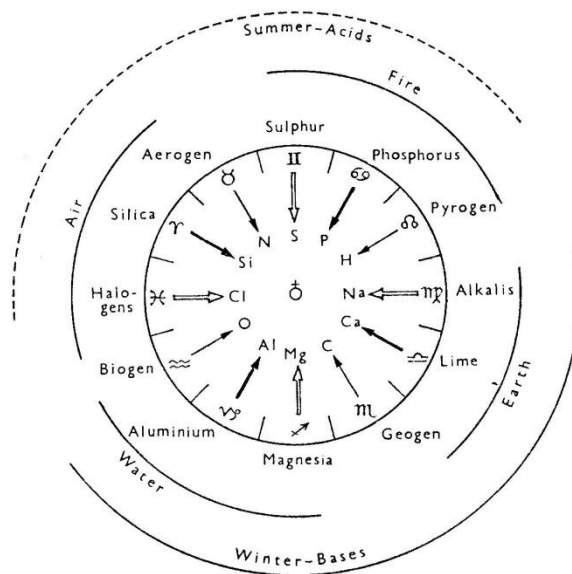 Summer-Acids
Fire
Sulphur
Aerogen
Phosphorus
♊
♉
♋
Air
Silica
Pyrogen
♈
N
S
P
♌
Si
H
Halo-
gens
♓
Cl
♁
Na
♍
Alkalis
O
Ca
Biogen
♒
Al
Mg
C
♎
Lime
Earth
♑
♐
♏
Aluminium
Geogen
Magnesia
Water
Winter-Bases